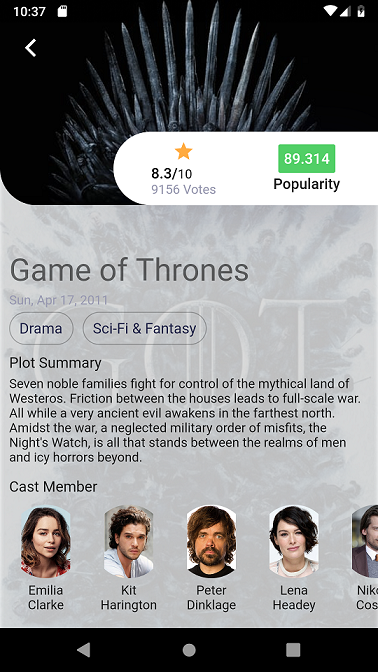 10:37
8.3/10
9156 Votes
89.314
Popularity
Game of Thrones
Sun, Apr 17, 2011
Drama
Sci-Fi & Fantasy
GOT
Plot Summary
Seven noble families fight for control of the mythical land of
Westeros. Friction between the houses leads to full-scale war.
All while a very ancient evil awakens in the farthest north.
Amidst the war, a neglected military order of misfits, the
Night's Watch, is all that stands between the realms of men
and icy horrors beyond.
Cast Member
Emilia
Clarke
Kit
Harington
Peter
Dinklage
Lena
Headey
Niko
Cos